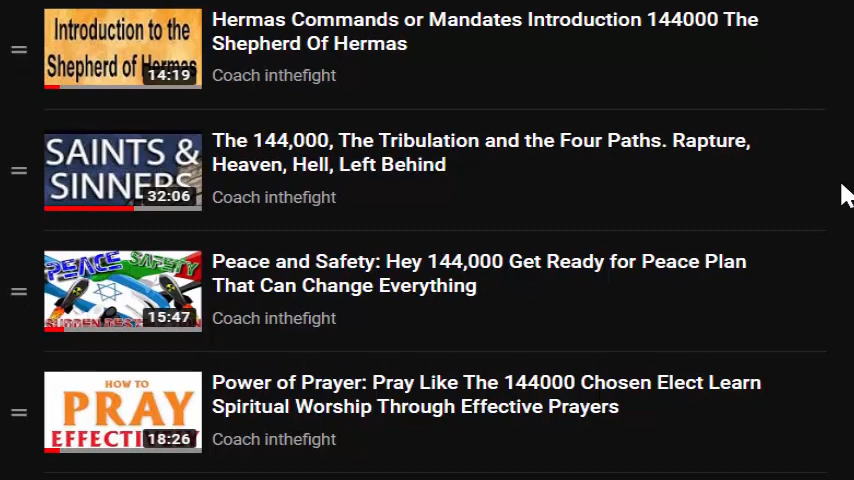 Introduction to the
Shepherd of Hermas
14:19
Hermas Commands or Mandates Introduction 144000 The
Shepherd Of Hermas
Coach inthefight
SAINTS &
SINNERS
32:06
The 144,000, The Tribulation and the Four Paths. Rapture,
Heaven, Hell, Left Behind
Coach inthefight
PEACE SAFETY
SUDDEN DESTRUCTION
15:47
Peace and Safety: Hey 144,000 Get Ready for Peace Plan
That Can Change Everything
Coach inthefight
HOW TO
PRAY
18:26
Power of Prayer: Pray Like The 144000 Chosen Elect Learn
Spiritual Worship Through Effective Prayers
Coach inthefight